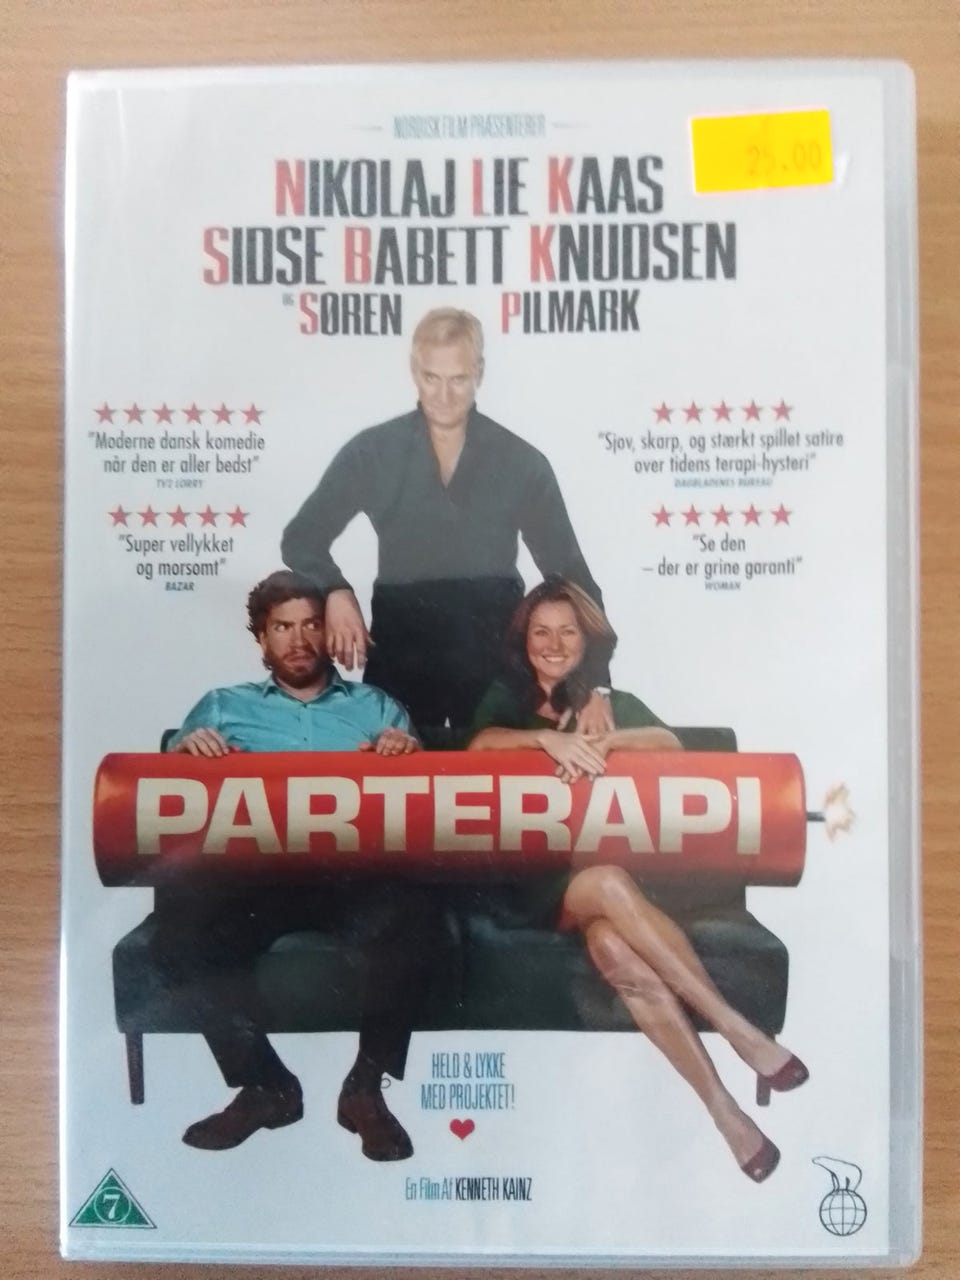 NORDISK FILM PRÆSENTERER
25.00
NIKOLAJ LIE KAAS
SIDSE BABETT KNUDSEN
OG SØREN PILMARK
"Moderne dansk komedie
når den er aller bedst"
TV2 LORRY
"Super vellykket
og morsomt"
BAZAR
"Sjov, skarp, og stærkt spillet satire
over tidens terapi-hysteri"
DAGBLADENES BUREAU
"Se den
– der er grine garanti"
WOMAN
PARTERAPI
HELD & LYKKE
MED PROJEKTET!
En Film Af KENNETH KAINZ
7